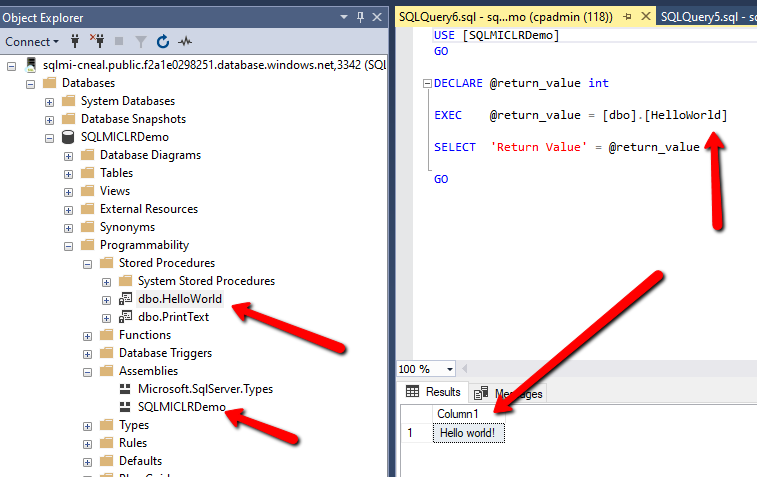 Object Explorer
Connect
sqlmi-cneal.public.f2a1e0298251.database.windows.net,3342 (SQL
Databases
System Databases
Database Snapshots
SQLMICLRDemo
Database Diagrams
Tables
Views
External Resources
Synonyms
Programmability
Stored Procedures
System Stored Procedures
dbo.HelloWorld
dbo.PrintText
Functions
Database Triggers
Assemblies
Microsoft.SqlServer.Types
SQLMICLRDemo
Types
Rules
Defaults
SQLQuery6.sql - sq...mo (cpadmin (118))
SQLQuery5.sql - s
USE [SQLMICLRDemo]
GO
DECLARE @return_value int
EXEC @return_value = [dbo].[HelloWorld]
SELECT 'Return Value' = @return_value
GO
100 %
Results
Messages
Column1
1 Hello world!